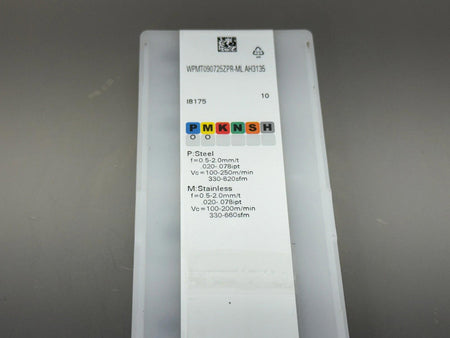 WPMT090725ZPR-ML AH3135
I8175 10
P M K N S H
O O
P:Steel
f=0.5-2.0mm/t
.020-.078ipt
Vc=100-250m/min
330-820sfm
M:Stainless
f=0.5-2.0mm/t
.020-.078ipt
Vc=100-200m/min
330-660sfm